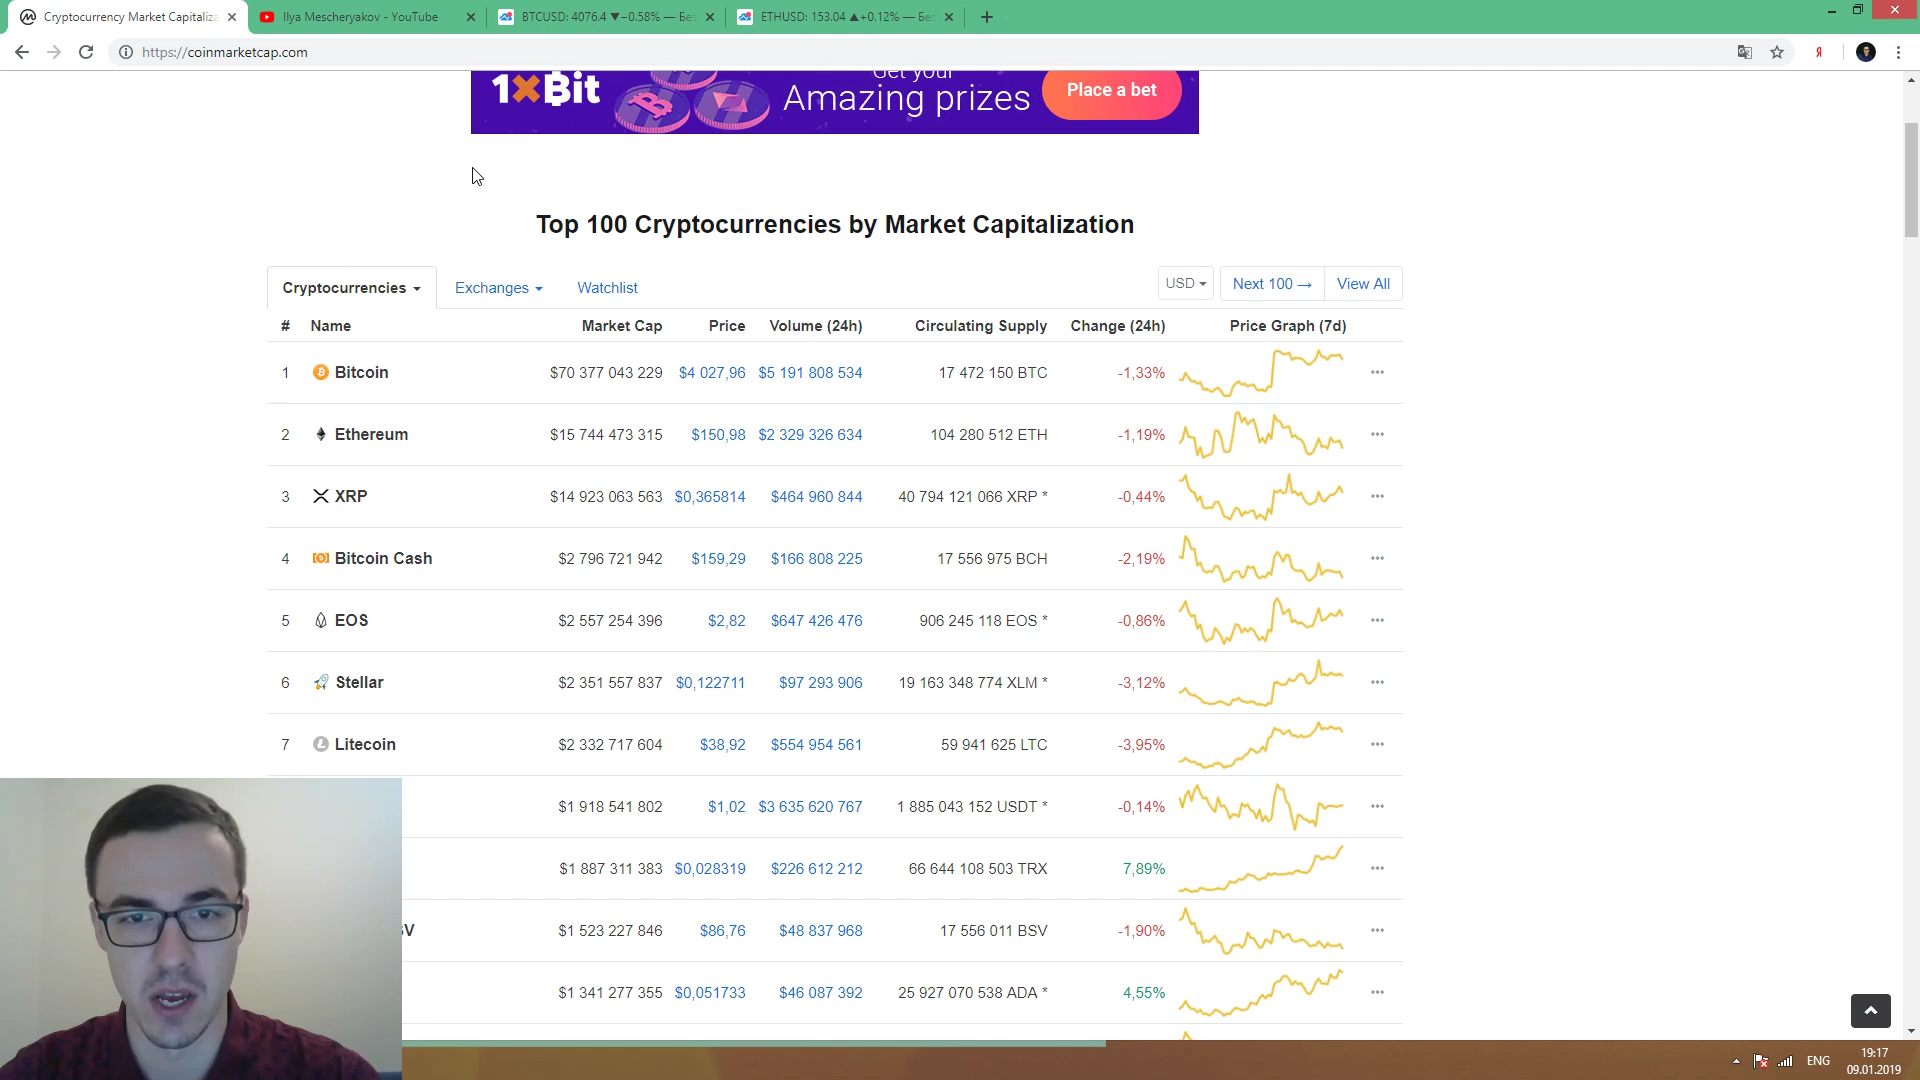 Cryptocurrency Market Capitaliza
Ilya Mescheryakov - YouTube
BTCUSD: 4076.4 ▼−0.58% — Бе
ETHUSD: 153.04 ▲+0.12% — Бе
https://coinmarketcap.com
Я
1×Bit
Get your
Amazing prizes
Place a bet
Top 100 Cryptocurrencies by Market Capitalization
Cryptocurrencies
Exchanges
Watchlist
USD
Next 100 →
View All
# Name Market Cap Price Volume (24h) Circulating Supply Change (24h) Price Graph (7d)
1 Bitcoin $70 377 043 229 $4 027,96 $5 191 808 534 17 472 150 BTC -1,33%
2 Ethereum $15 744 473 315 $150,98 $2 329 326 634 104 280 512 ETH -1,19%
3 XRP $14 923 063 563 $0,365814 $464 960 844 40 794 121 066 XRP * -0,44%
4 Bitcoin Cash $2 796 721 942 $159,29 $166 808 225 17 556 975 BCH -2,19%
5 EOS $2 557 254 396 $2,82 $647 426 476 906 245 118 EOS * -0,86%
6 Stellar $2 351 557 837 $0,122711 $97 293 906 19 163 348 774 XLM * -3,12%
7 Litecoin $2 332 717 604 $38,92 $554 954 561 59 941 625 LTC -3,95%
$1 918 541 802 $1,02 $3 635 620 767 1 885 043 152 USDT * -0,14%
$1 887 311 383 $0,028319 $226 612 212 66 644 108 503 TRX 7,89%
V $1 523 227 846 $86,76 $48 837 968 17 556 011 BSV -1,90%
$1 341 277 355 $0,051733 $46 087 392 25 927 070 538 ADA * 4,55%
ENG
19:17
09.01.2019